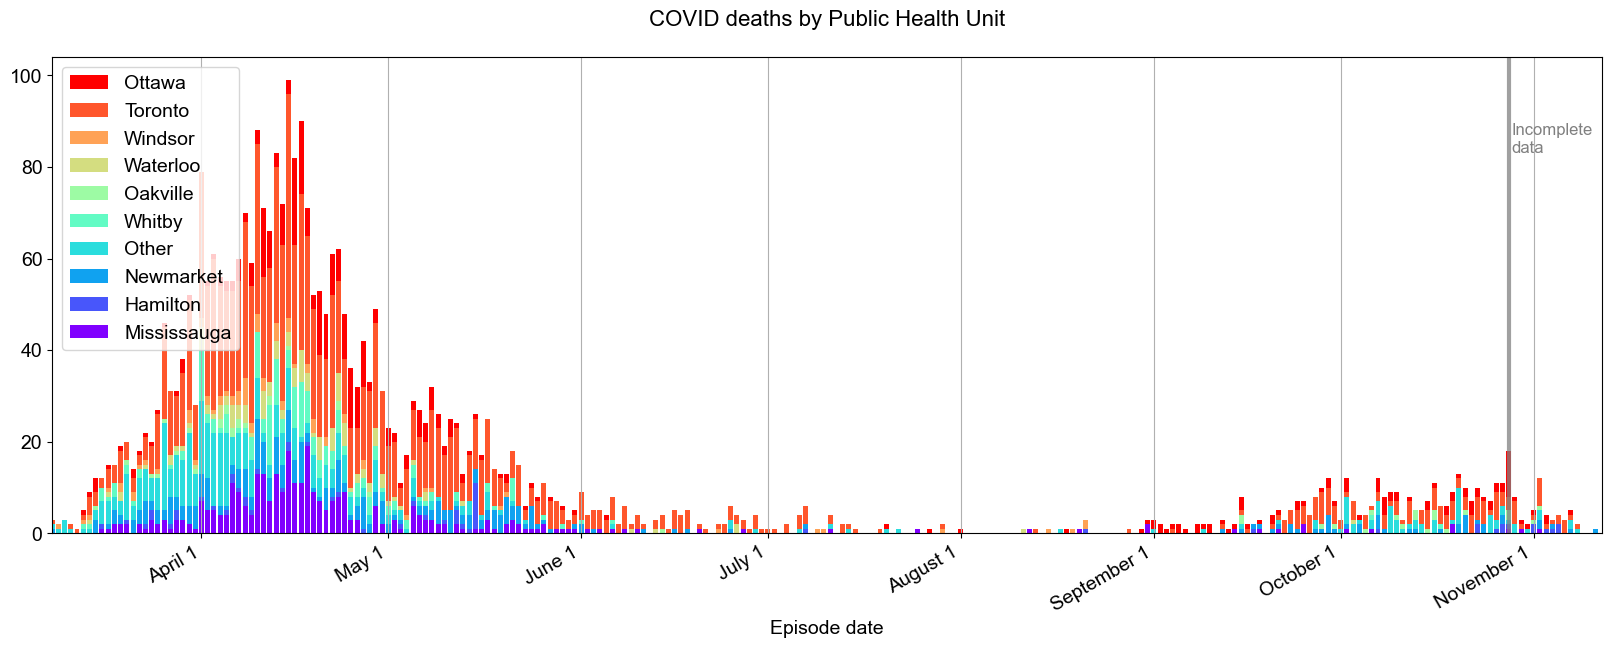 COVID deaths by Public Health Unit
100
80
60
40
20
0
Ottawa
Toronto
Windsor
Waterloo
Oakville
Whitby
Other
Newmarket
Hamilton
Mississauga
Incomplete
data
April 1
May 1
June 1
July 1
August 1
September 1
October 1
November 1
Episode date